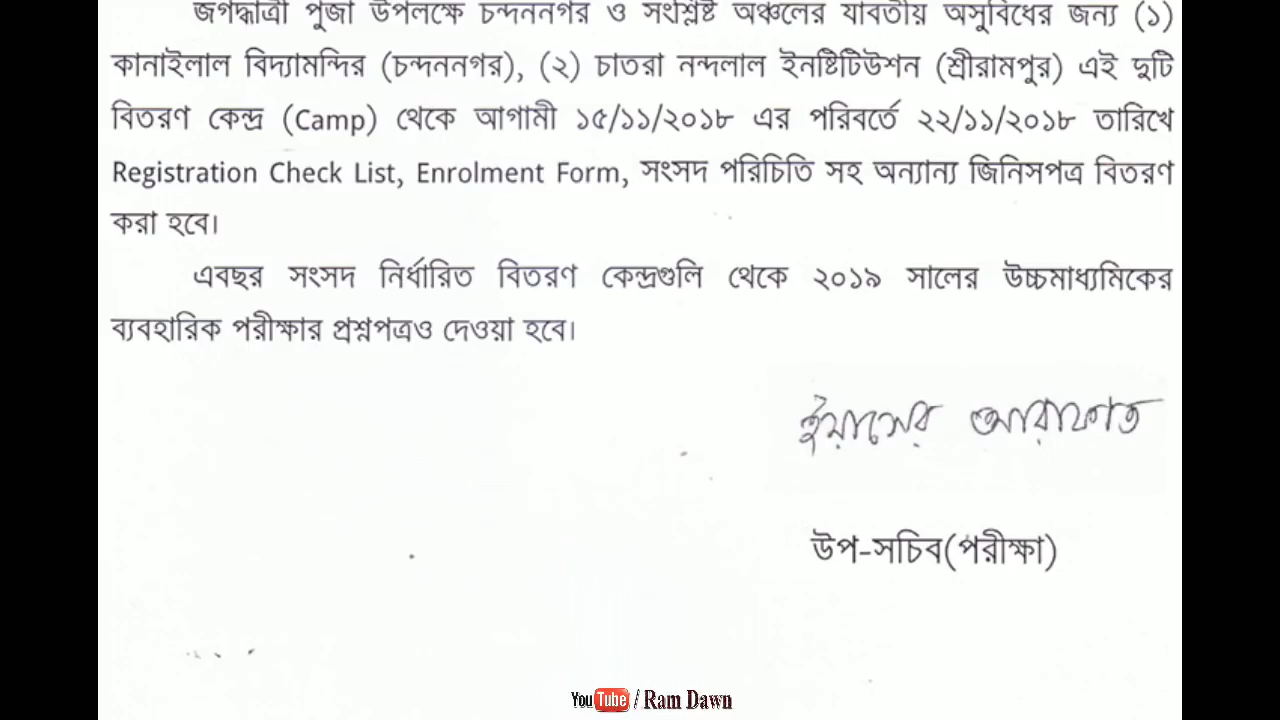 জগদ্ধাত্রী পুজা উপলক্ষে চন্দননগর ও সংশ্লিষ্ট অঞ্চলের যাবতীয় অসুবিধের জন্য (১)
কানাইলাল বিদ্যামন্দির (চন্দননগর), (২) চাতরা নন্দলাল ইনষ্টিটিউশন (শ্রীরামপুর) এই দুটি
বিতরণ কেন্দ্র (Camp) থেকে আগামী ১৫/১১/২০১৮ এর পরিবর্তে ২২/১১/২০১৮ তারিখে
Registration Check List, Enrolment Form, সংসদ পরিচিতি সহ অন্যান্য জিনিসপত্র বিতরণ
করা হবে।
এবছর সংসদ নির্ধারিত বিতরণ কেন্দ্রগুলি থেকে ২০১৯ সালের উচ্চমাধ্যমিকের
ব্যবহারিক পরীক্ষার প্রশ্নপত্রও দেওয়া হবে।
ইয়াসের আরাফাত
উপ-সচিব(পরীক্ষা)
YouTube / Ram Dawn